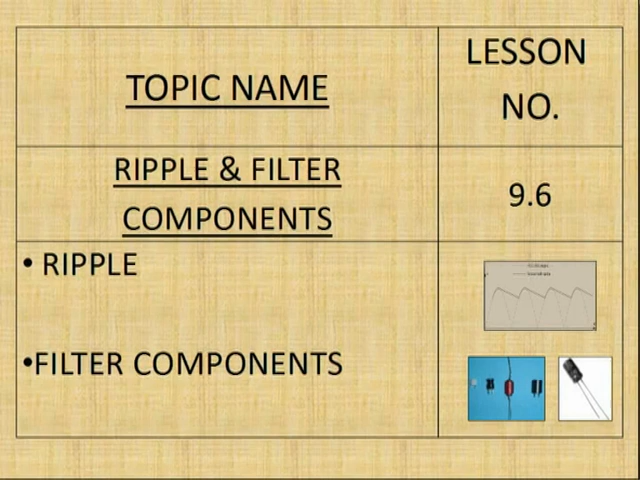 TOPIC NAME
LESSON
NO.
RIPPLE & FILTER
COMPONENTS
9.6
• RIPPLE
•FILTER COMPONENTS